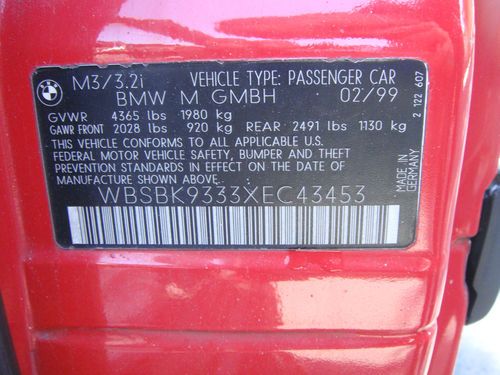 BMW
M3/3.2i VEHICLE TYPE: PASSENGER CAR
BMW M GMBH 02/99
GVWR 4365 lbs 1980 kg
GAWR FRONT 2028 lbs 920 kg REAR 2491 lbs 1130 kg
THIS VEHICLE CONFORMS TO ALL APPLICABLE U.S.
FEDERAL MOTOR VEHICLE SAFETY, BUMPER AND THEFT
PREVENTION STANDARDS IN EFFECT ON THE DATE OF
MANUFACTURE SHOWN ABOVE.
WBSBK9333XEC43453
MADE IN
GERMANY
2 122 607